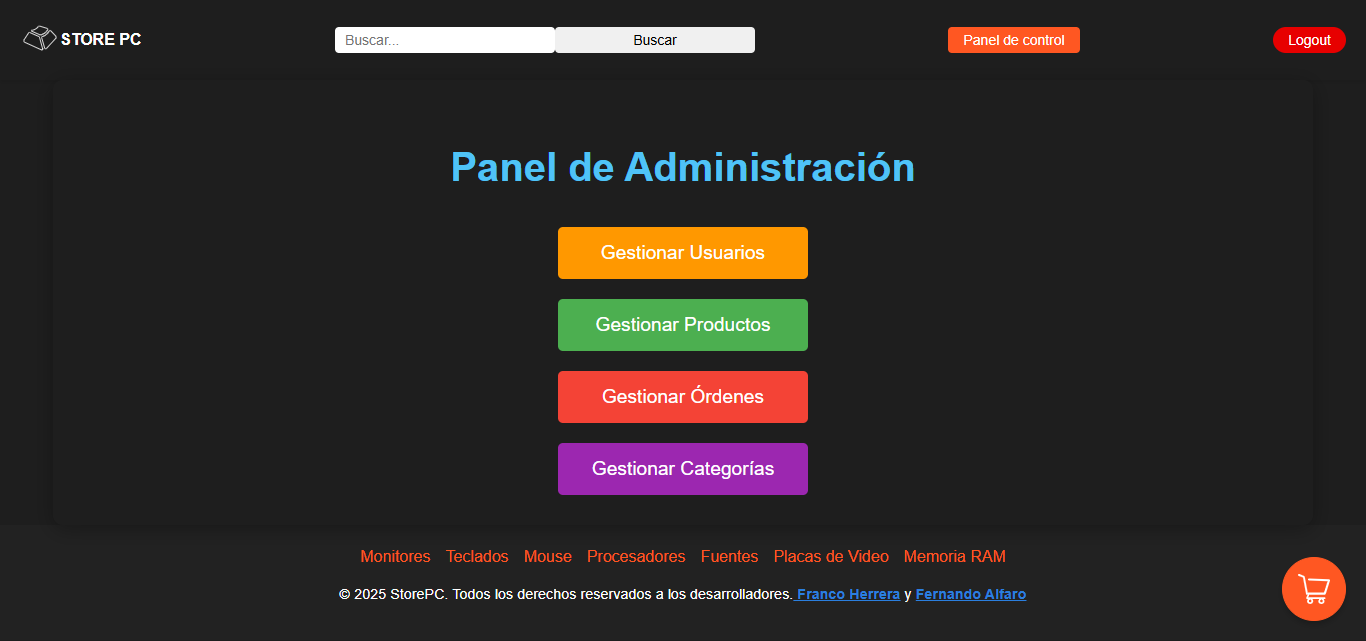 STORE PC
Buscar...
Buscar
Panel de control
Logout
Panel de Administración
Gestionar Usuarios
Gestionar Productos
Gestionar Órdenes
Gestionar Categorías
Monitores Teclados Mouse Procesadores Fuentes Placas de Video Memoria RAM
© 2025 StorePC. Todos los derechos reservados a los desarrolladores. Franco Herrera y Fernando Alfaro